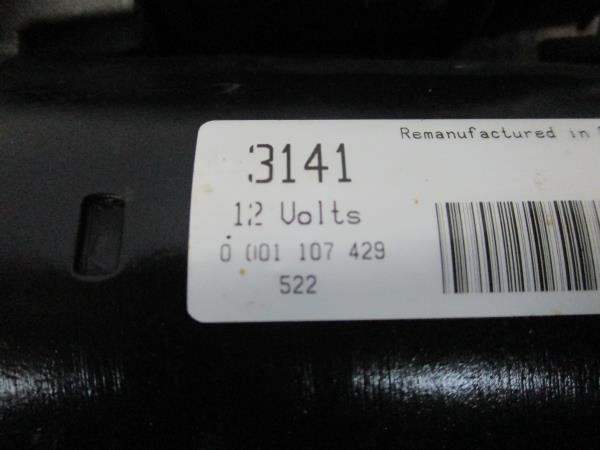 Remanufactured in
3141
12 Volts
0 001 107 429
522